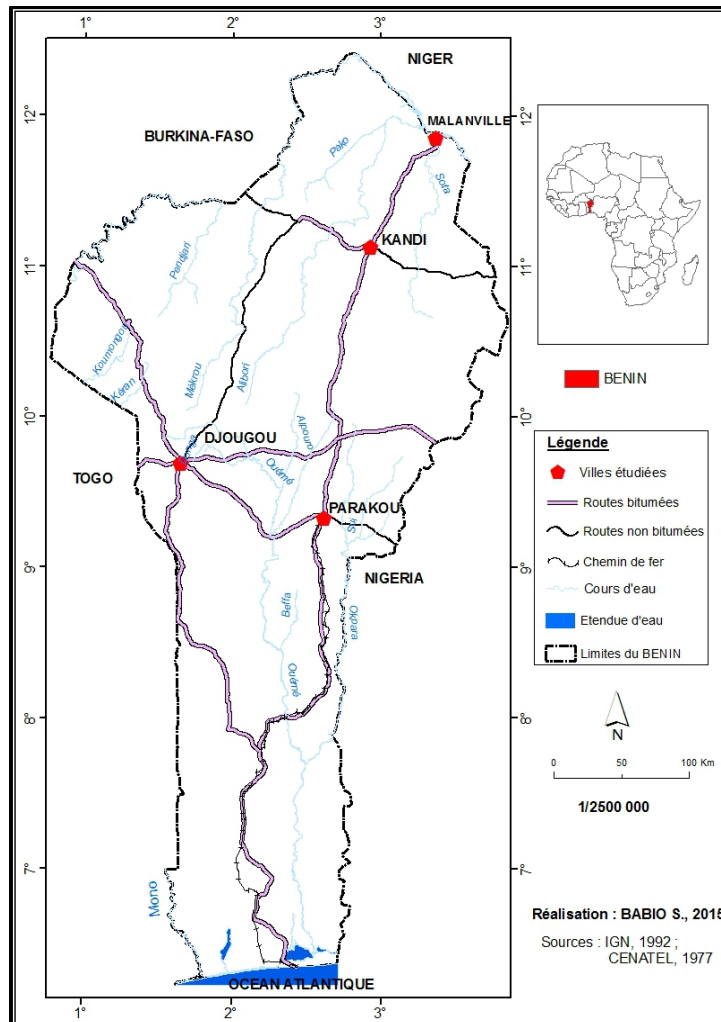 1°
2°
3°
NIGER
12°
12°
MALANVILLE
BURKINA-FASO
Pako
Sota
KANDI
11°
11°
Pendjari
Koumongou
Kéran
Mékrou
Alibori
BENIN
10°
10°
Alpouro
DJOUGOU
Ouémé
TOGO
PARAKOU
9°
9°
NIGERIA
Beffa
Okpara
Ouémé
8°
8°
7°
7°
Mono
OCEAN ATLANTIQUE
1°
2°
3°
Légende
Villes étudiées
Routes bitumées
Routes non bitumées
Chemin de fer
Cours d'eau
Etendue d'eau
Limites du BENIN
N
0 50 100 Km
1/2500 000
Réalisation : BABIO S., 2015
Sources : IGN, 1992 ;
CENATEL, 1977